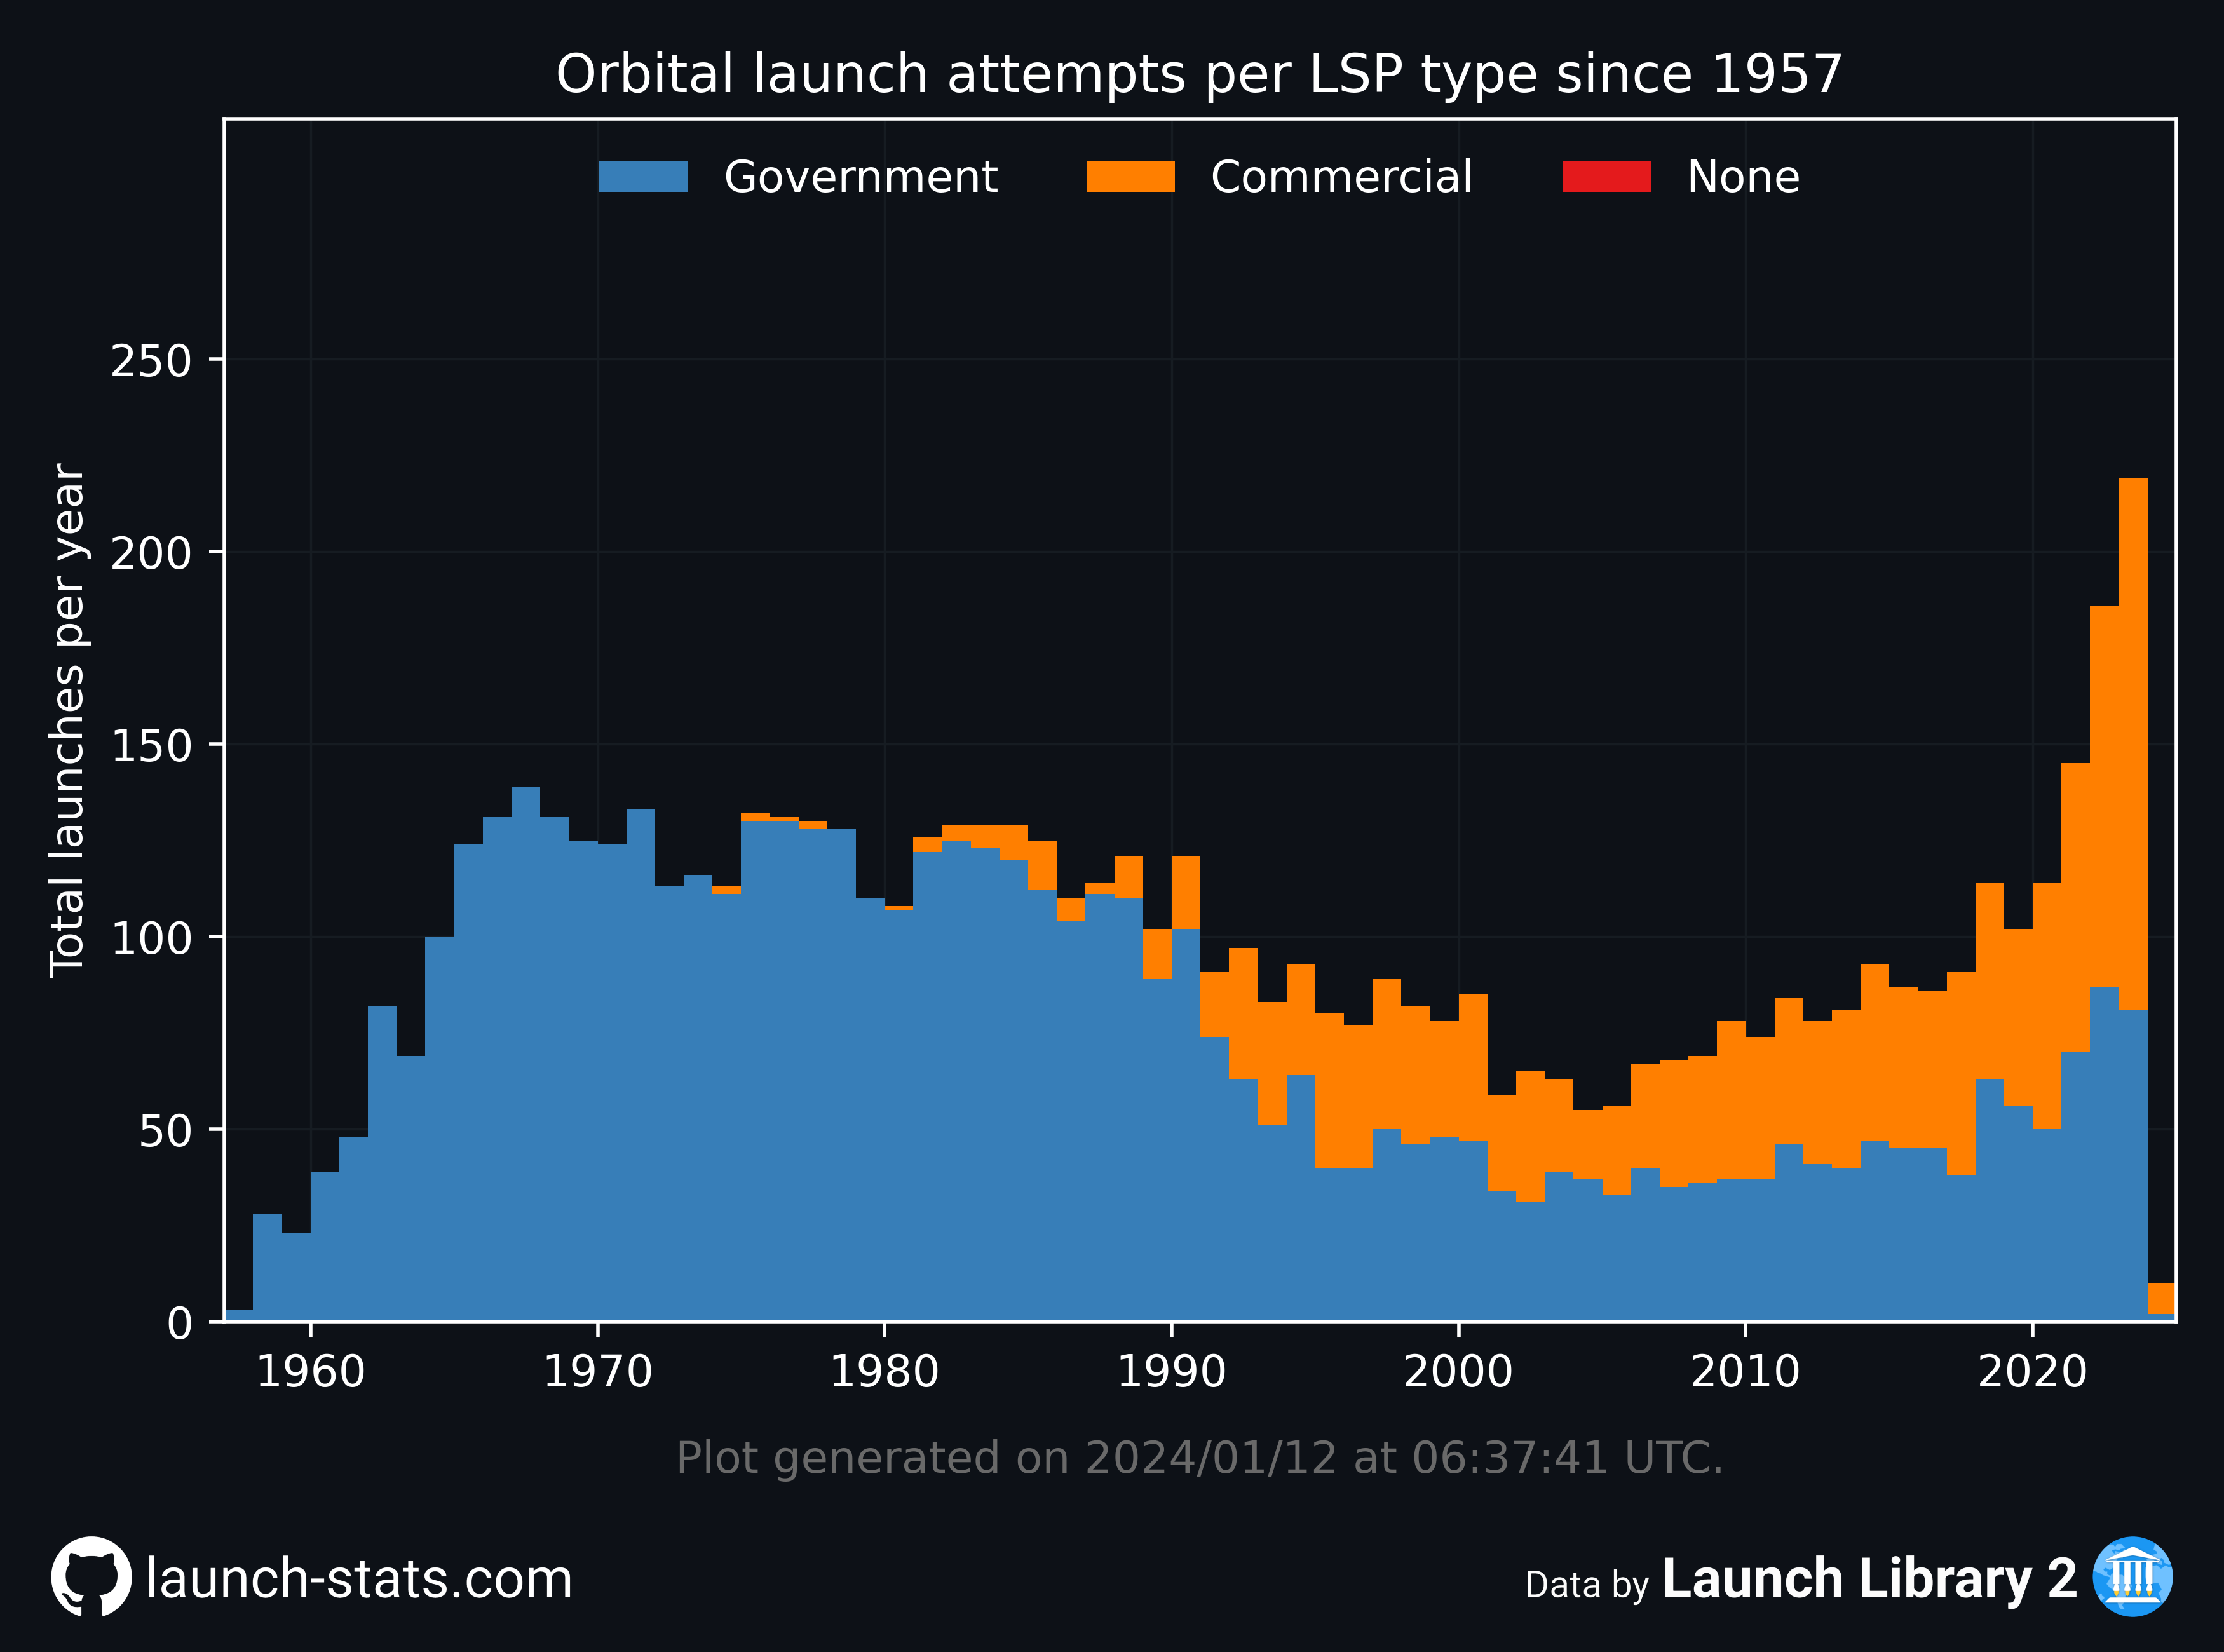 Orbital launch attempts per LSP type since 1957
Government Commercial None
Total launches per year
250
200
150
100
50
0
1960 1970 1980 1990 2000 2010 2020
Plot generated on 2024/01/12 at 06:37:41 UTC.
launch-stats.com
Data by Launch Library 2